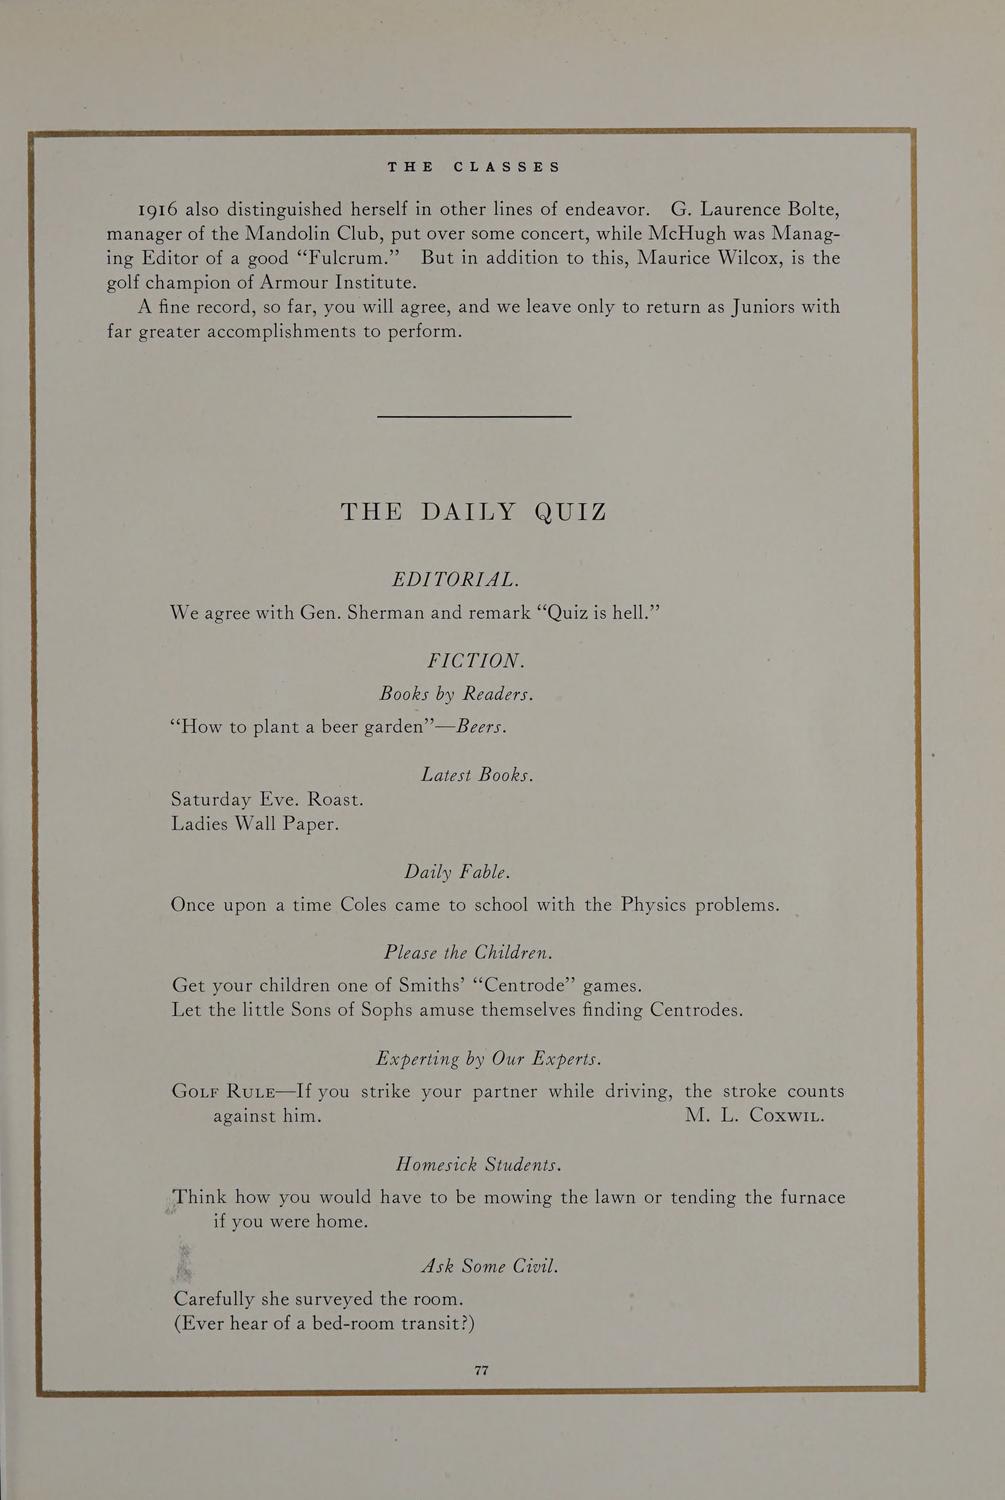 THE CLASSES
1916 also distinguished herself in other lines of endeavor. G. Laurence Bolte,
manager of the Mandolin Club, put over some concert, while McHugh was Manag-
ing Editor of a good “Fulcrum.” But in addition to this, Maurice Wilcox, is the
golf champion of Armour Institute.
A fine record, so far, you will agree, and we leave only to return as Juniors with
far greater accomplishments to perform.
THE DAILY QUIZ
EDITORIAL.
We agree with Gen. Sherman and remark “Quiz is hell.”
FICTION.
Books by Readers.
“How to plant a beer garden”—Beers.
Latest Books.
Saturday Eve. Roast.
Ladies Wall Paper.
Daily Fable.
Once upon a time Coles came to school with the Physics problems.
Please the Children.
Get your children one of Smiths’ “Centrode” games.
Let the little Sons of Sophs amuse themselves finding Centrodes.
Experting by Our Experts.
GOLF RULE—If you strike your partner while driving, the stroke counts
against him. M. L. COXWIL.
Homesick Students.
Think how you would have to be mowing the lawn or tending the furnace
if you were home.
Ask Some Civil.
Carefully she surveyed the room.
(Ever hear of a bed-room transit?)
77